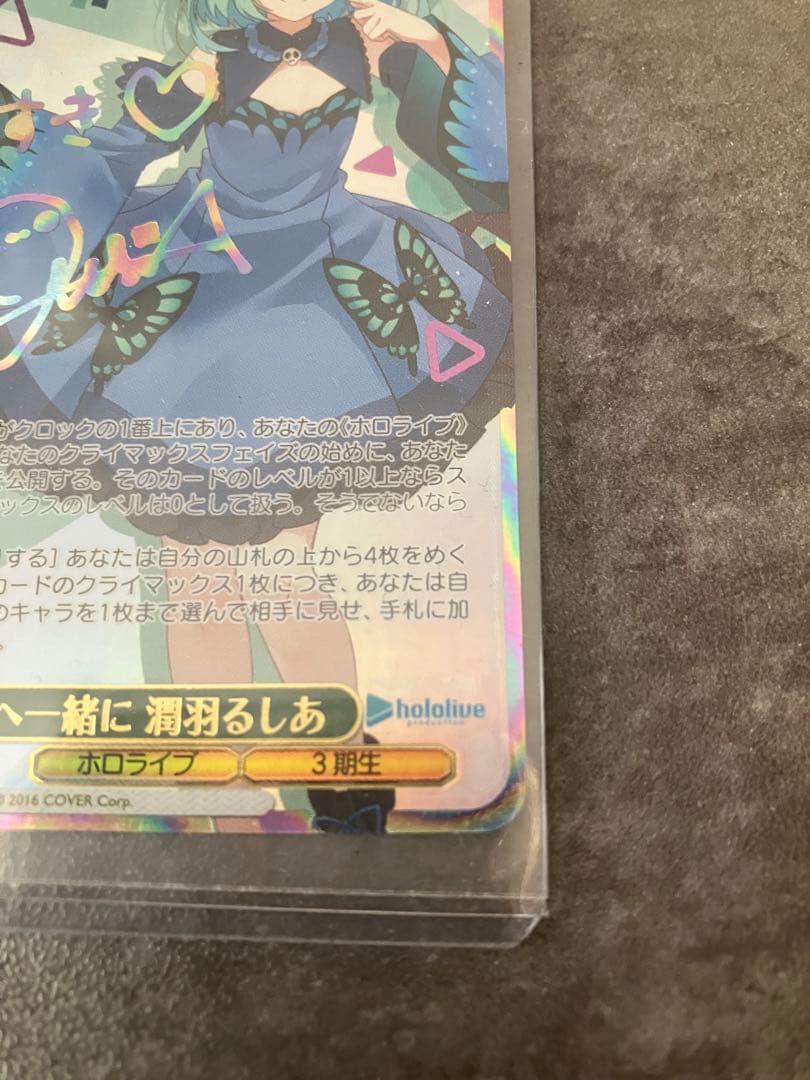 すき
RushiA
がクロックの1番上にあり、あなたの《ホロライブ》
なたのクライマックスフェイズの始めに、あなた
公開する。そのカードのレベルが1以上ならス
ックスのレベルは0として扱う。そうでないなら
する］あなたは自分の山札の上から4枚をめく
カードのクライマックス1枚につき、あなたは自
のキャラを1枚まで選んで相手に見せ、手札に加
。
へ一緒に 潤羽るしあ
hololive
production
ホロライブ
3期生
© 2016 COVER Corp.